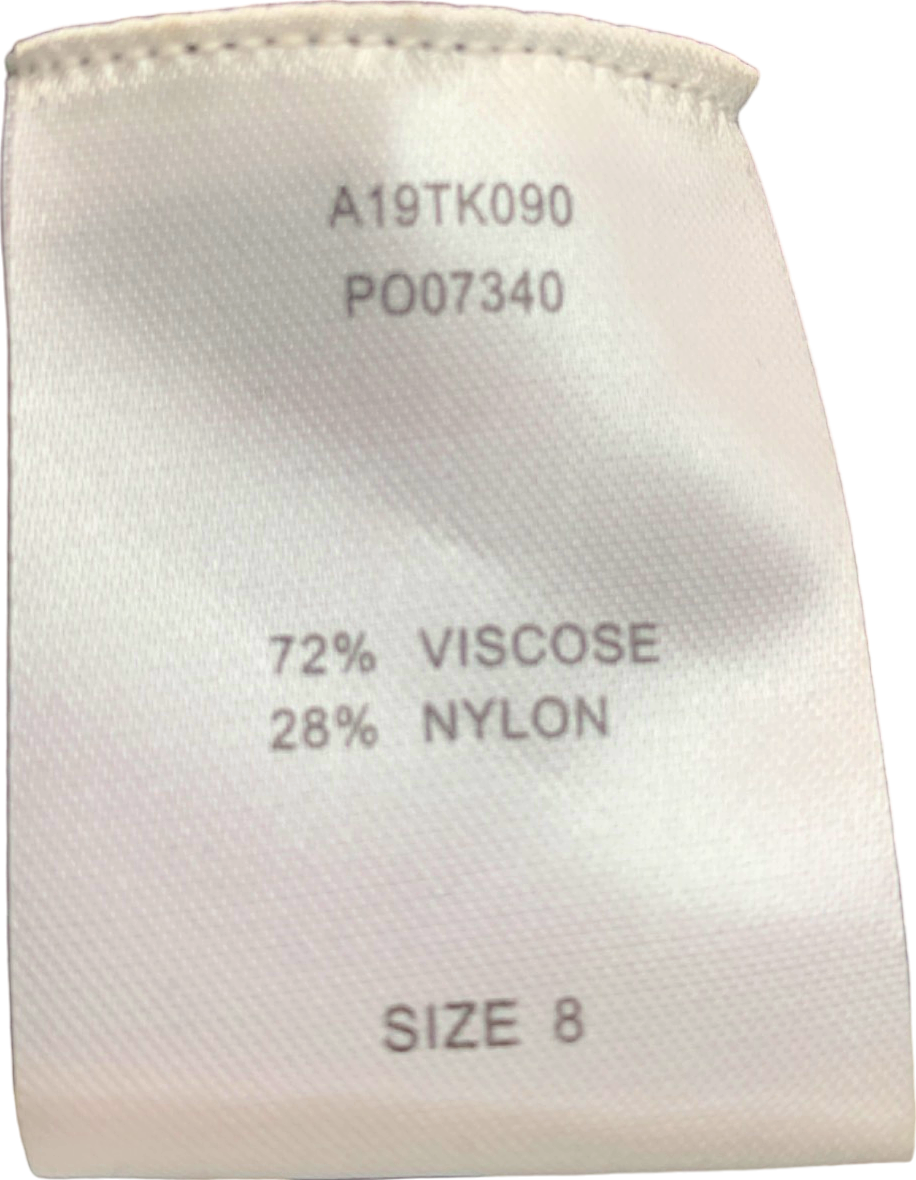 A19TK090
PO07340
72% VISCOSE
28% NYLON
SIZE 8